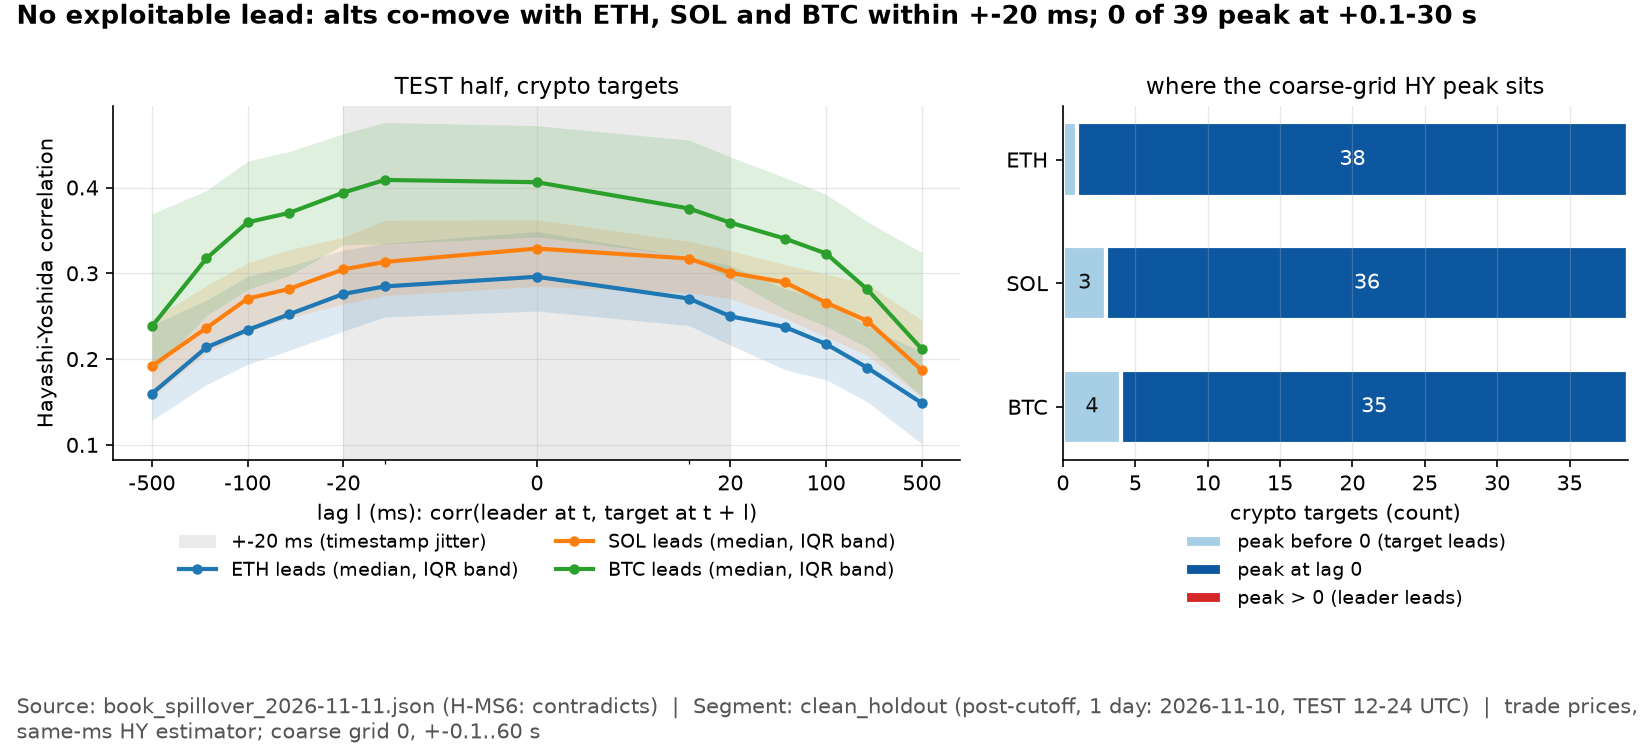 No exploitable lead: alts co-move with ETH, SOL and BTC within +-20 ms; 0 of 39 peak at +0.1-30 s
TEST half, crypto targets
Hayashi-Yoshida correlation
0.4
0.3
0.2
0.1
-500
-100
-20
0
20
100
500
lag l (ms): corr(leader at t, target at t + l)
+-20 ms (timestamp jitter)
ETH leads (median, IQR band)
SOL leads (median, IQR band)
BTC leads (median, IQR band)
where the coarse-grid HY peak sits
ETH
38
SOL
3
36
BTC
4
35
0
5
10
15
20
25
30
35
crypto targets (count)
peak before 0 (target leads)
peak at lag 0
peak > 0 (leader leads)
Source: book_spillover_2026-11-11.json (H-MS6: contradicts) | Segment: clean_holdout (post-cutoff, 1 day: 2026-11-10, TEST 12-24 UTC) | trade prices,
same-ms HY estimator; coarse grid 0, +-0.1..60 s